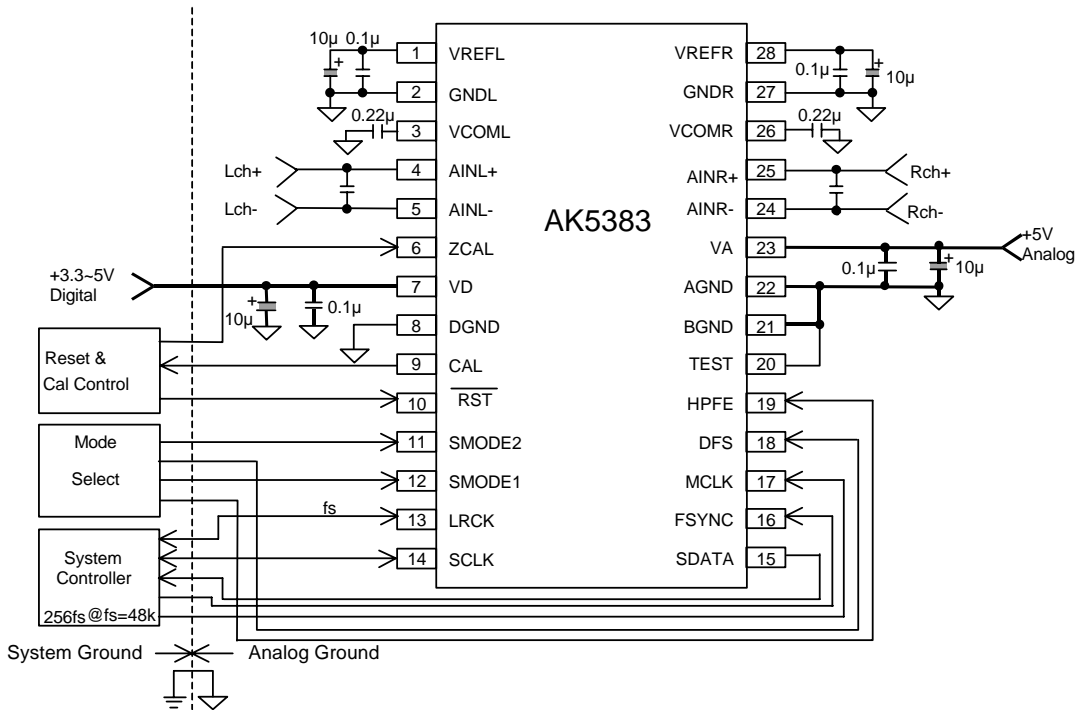 AK5383
10µ 0.1µ
+
1 VREFL
2 GNDL
0.22µ
3 VCOML
Lch+
4 AINL+
Lch-
5 AINL-
6 ZCAL
+3.3~5V
Digital
7 VD
+
10µ
0.1µ
8 DGND
Reset &
Cal Control
9 CAL
10 RST
Mode
Select
11 SMODE2
12 SMODE1
fs
13 LRCK
14 SCLK
System
Controller
256fs@fs=48k
VREFR 28
0.1µ
+
10µ
GNDR 27
0.22µ
VCOMR 26
AINR+ 25
Rch+
AINR- 24
Rch-
VA 23
+5V
Analog
0.1µ
+
10µ
AGND 22
BGND 21
TEST 20
HPFE 19
DFS 18
MCLK 17
FSYNC 16
SDATA 15
System Ground
Analog Ground